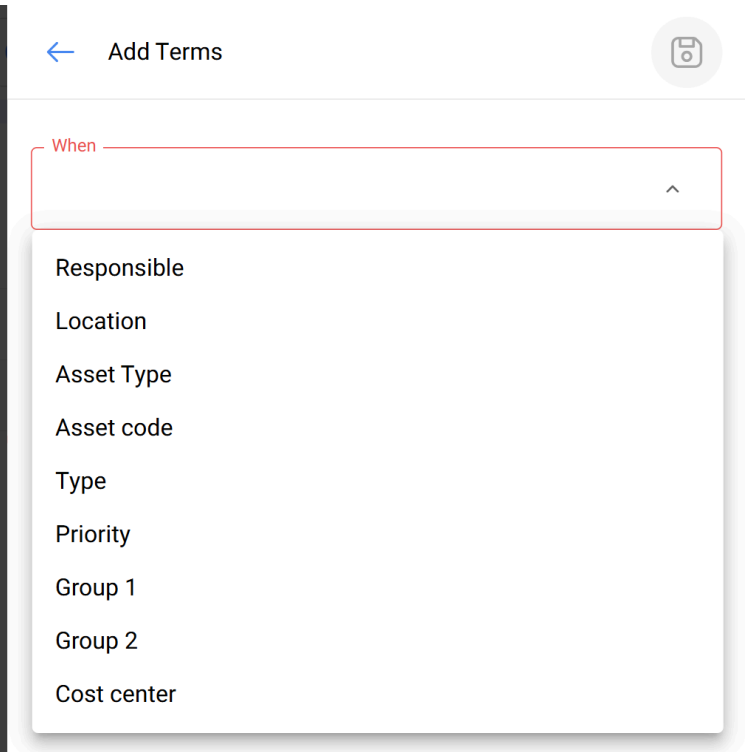 Add Terms
When
Responsible
Location
Asset Type
Asset code
Type
Priority
Group 1
Group 2
Cost center